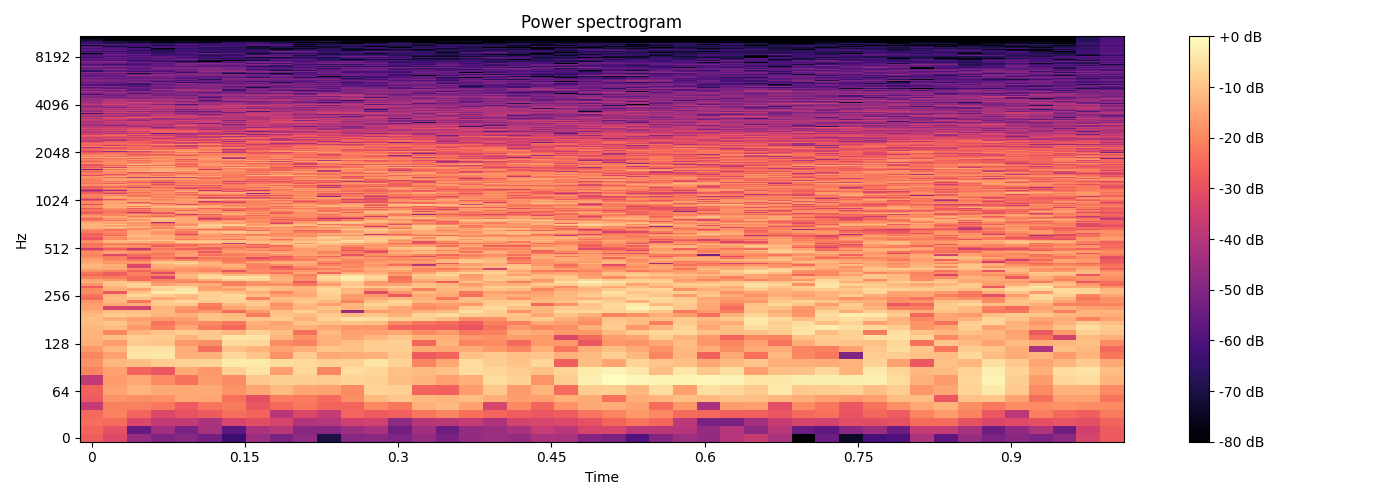 Power spectrogram
Hz
8192
4096
2048
1024
512
256
128
64
0
0 0.15 0.3 0.45 0.6 0.75 0.9
Time
+0 dB
-10 dB
-20 dB
-30 dB
-40 dB
-50 dB
-60 dB
-70 dB
-80 dB